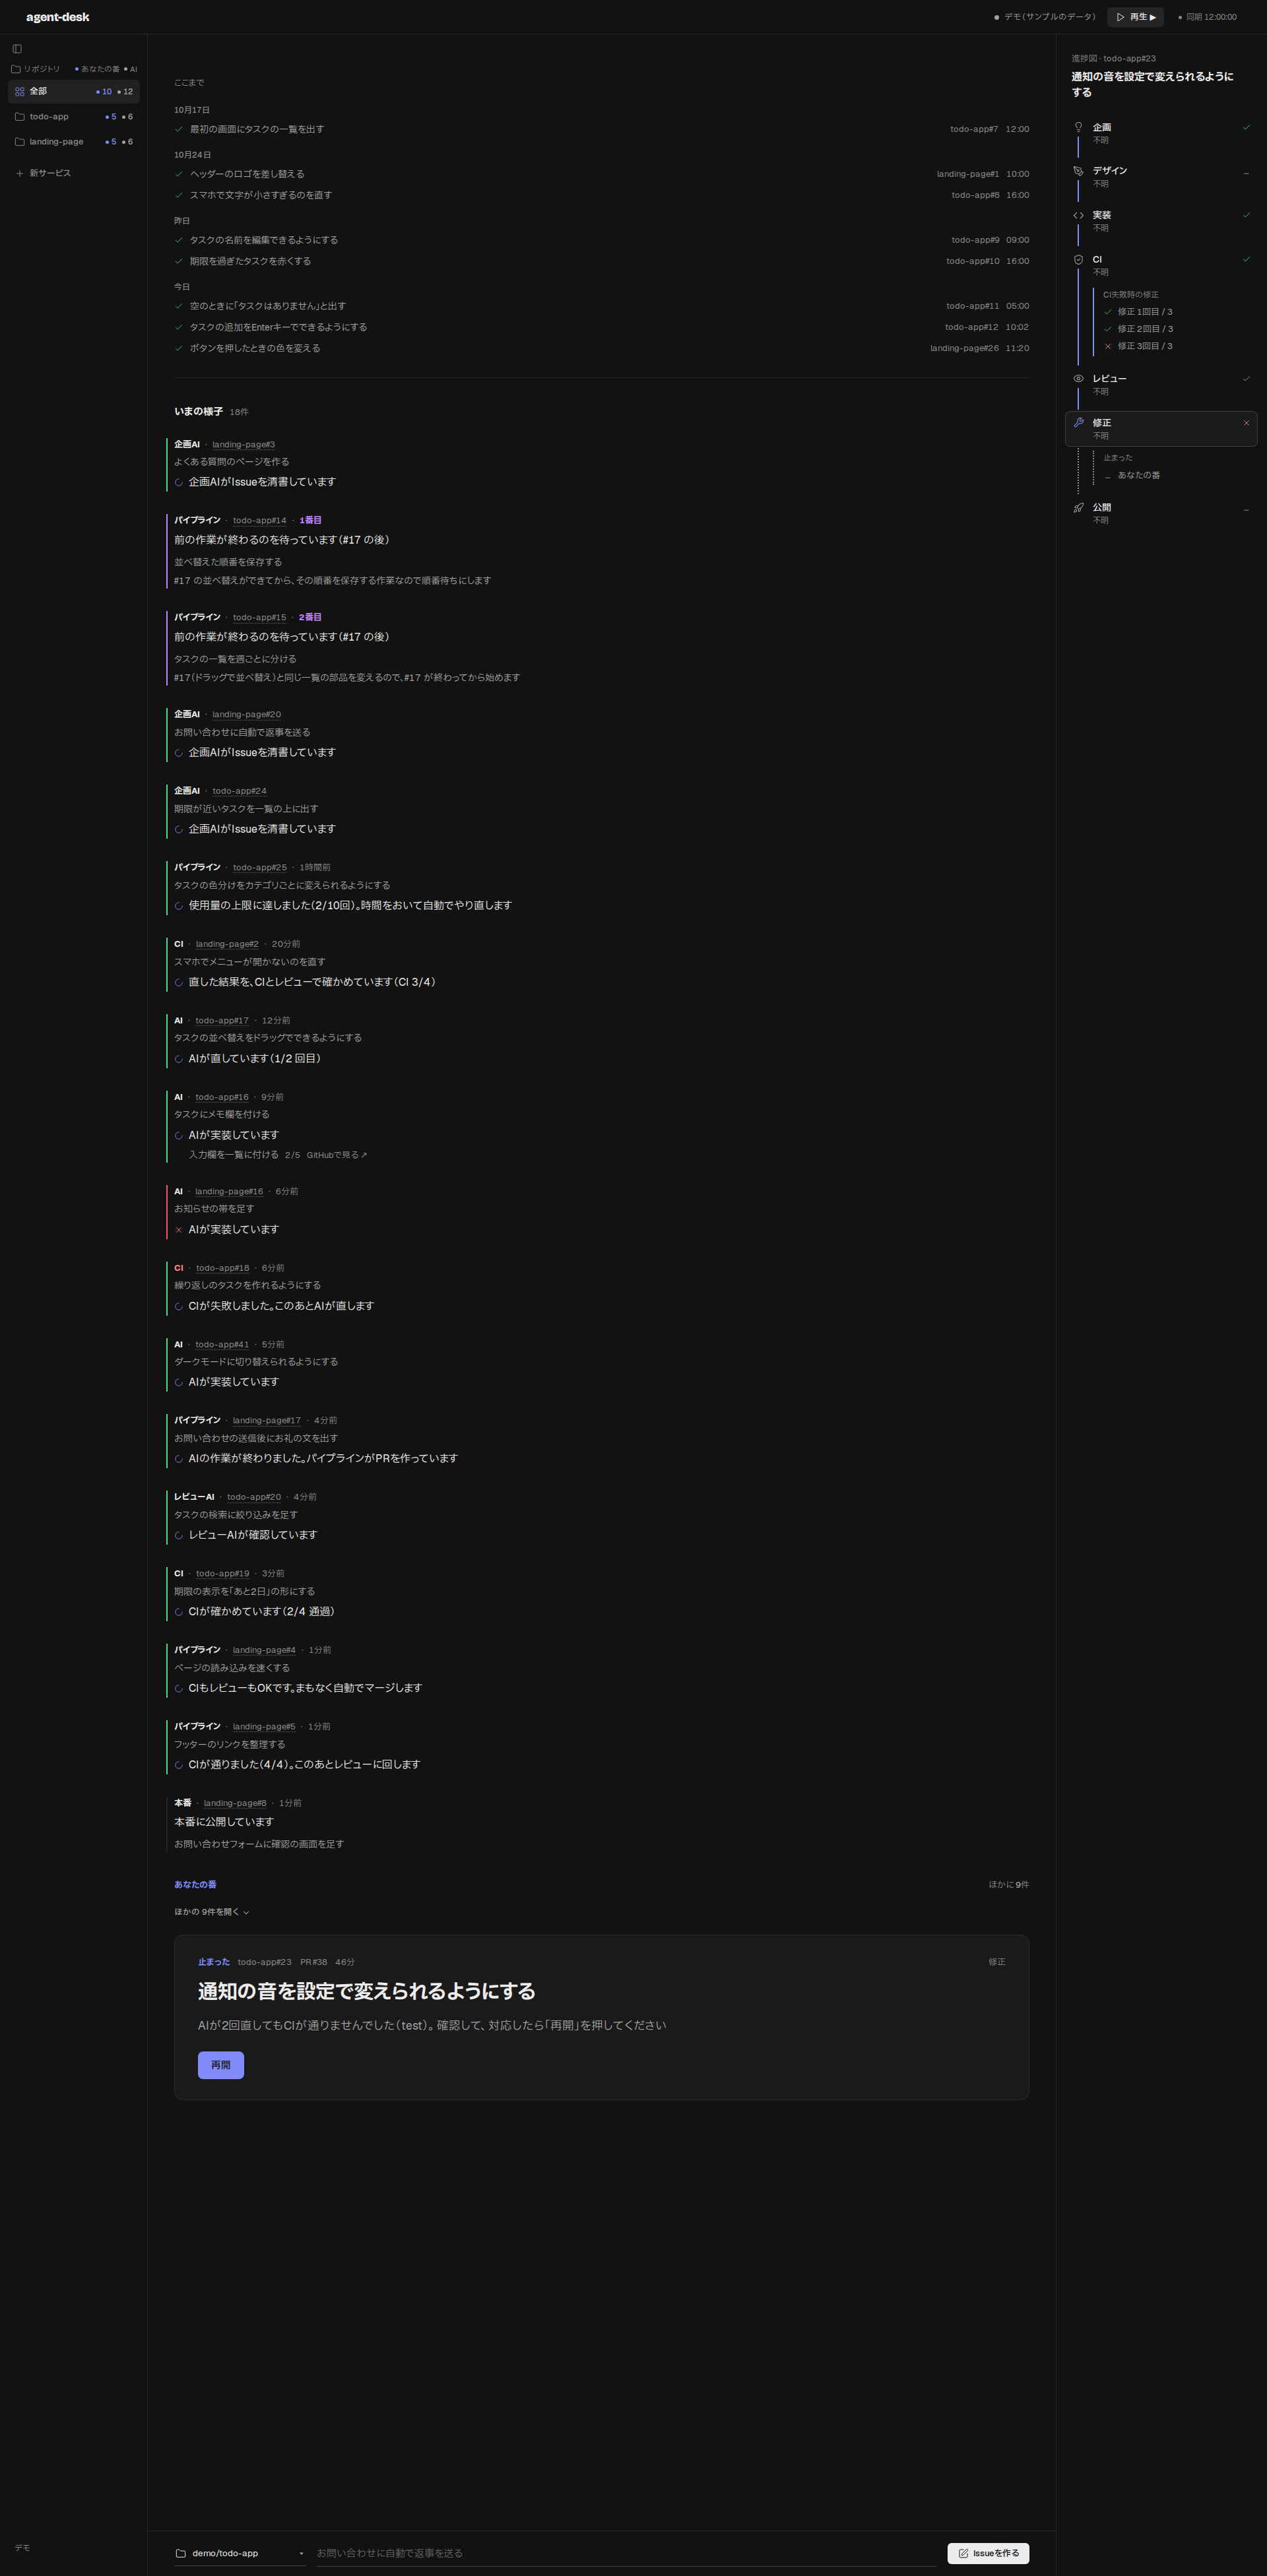 agent-desk
デモ（サンプルのデータ）
再生 ▶
同期 12:00:00
リポジトリ
あなたの番
AI
全部 10 12
todo-app 5 6
landing-page 5 6
新サービス
デモ
ここまで
10月17日
最初の画面にタスクの一覧を出す todo-app#7 12:00
10月24日
ヘッダーのロゴを差し替える landing-page#1 10:00
スマホで文字が小さすぎるのを直す todo-app#8 16:00
昨日
タスクの名前を編集できるようにする todo-app#9 09:00
期限を過ぎたタスクを赤くする todo-app#10 16:00
今日
空のときに「タスクはありません」と出す todo-app#11 05:00
タスクの追加をEnterキーでできるようにする todo-app#12 10:02
ボタンを押したときの色を変える landing-page#26 11:20
いまの様子 18件
企画AI · landing-page#3
よくある質問のページを作る
企画AIがIssueを清書しています
パイプライン · todo-app#14 · 1番目
前の作業が終わるのを待っています（#17 の後）
並べ替えた順番を保存する
#17 の並べ替えができてから、その順番を保存する作業なので順番待ちにします
パイプライン · todo-app#15 · 2番目
前の作業が終わるのを待っています（#17 の後）
タスクの一覧を週ごとに分ける
#17（ドラッグで並べ替え）と同じ一覧の部品を変えるので、#17 が終わってから始めます
企画AI · landing-page#20
お問い合わせに自動で返事を送る
企画AIがIssueを清書しています
企画AI · todo-app#24
期限が近いタスクを一覧の上に出す
企画AIがIssueを清書しています
パイプライン · todo-app#25 · 1時間前
タスクの色分けをカテゴリごとに変えられるようにする
使用量の上限に達しました（2/10回）。時間をおいて自動でやり直します
CI · landing-page#2 · 20分前
スマホでメニューが開かないのを直す
直した結果を、CIとレビューで確かめています（CI 3/4）
AI · todo-app#17 · 12分前
タスクの並べ替えをドラッグでできるようにする
AIが直しています（1/2 回目）
AI · todo-app#16 · 9分前
タスクにメモ欄を付ける
AIが実装しています
入力欄を一覧に付ける 2/5 GitHubで見る ↗
AI · landing-page#16 · 6分前
お知らせの帯を足す
AIが実装しています
CI · todo-app#18 · 6分前
繰り返しのタスクを作れるようにする
CIが失敗しました。このあとAIが直します
AI · todo-app#41 · 5分前
ダークモードに切り替えられるようにする
AIが実装しています
パイプライン · landing-page#17 · 4分前
お問い合わせの送信後にお礼の文を出す
AIの作業が終わりました。パイプラインがPRを作っています
レビューAI · todo-app#20 · 4分前
タスクの検索に絞り込みを足す
レビューAIが確認しています
CI · todo-app#19 · 3分前
期限の表示を「あと2日」の形にする
CIが確かめています（2/4 通過）
パイプライン · landing-page#4 · 1分前
ページの読み込みを速くする
CIもレビューもOKです。まもなく自動でマージします
パイプライン · landing-page#5 · 1分前
フッターのリンクを整理する
CIが通りました（4/4）。このあとレビューに回します
本番 · landing-page#8 · 1分前
本番に公開しています
お問い合わせフォームに確認の画面を足す
あなたの番 ほかに 9件
ほかの 9件を開く
止まった todo-app#23 PR #38 46分 修正
通知の音を設定で変えられるようにする
AIが2回直してもCIが通りませんでした（test）。確認して、対応したら「再開」を押してください
再開
demo/todo-app
お問い合わせに自動で返事を送る
Issueを作る
進捗図 · todo-app#23
通知の音を設定で変えられるように
する
企画
不明
デザイン
不明
実装
不明
CI
不明
CI失敗時の修正
修正 1回目 / 3
修正 2回目 / 3
修正 3回目 / 3
レビュー
不明
修正
不明
止まった
あなたの番
公開
不明